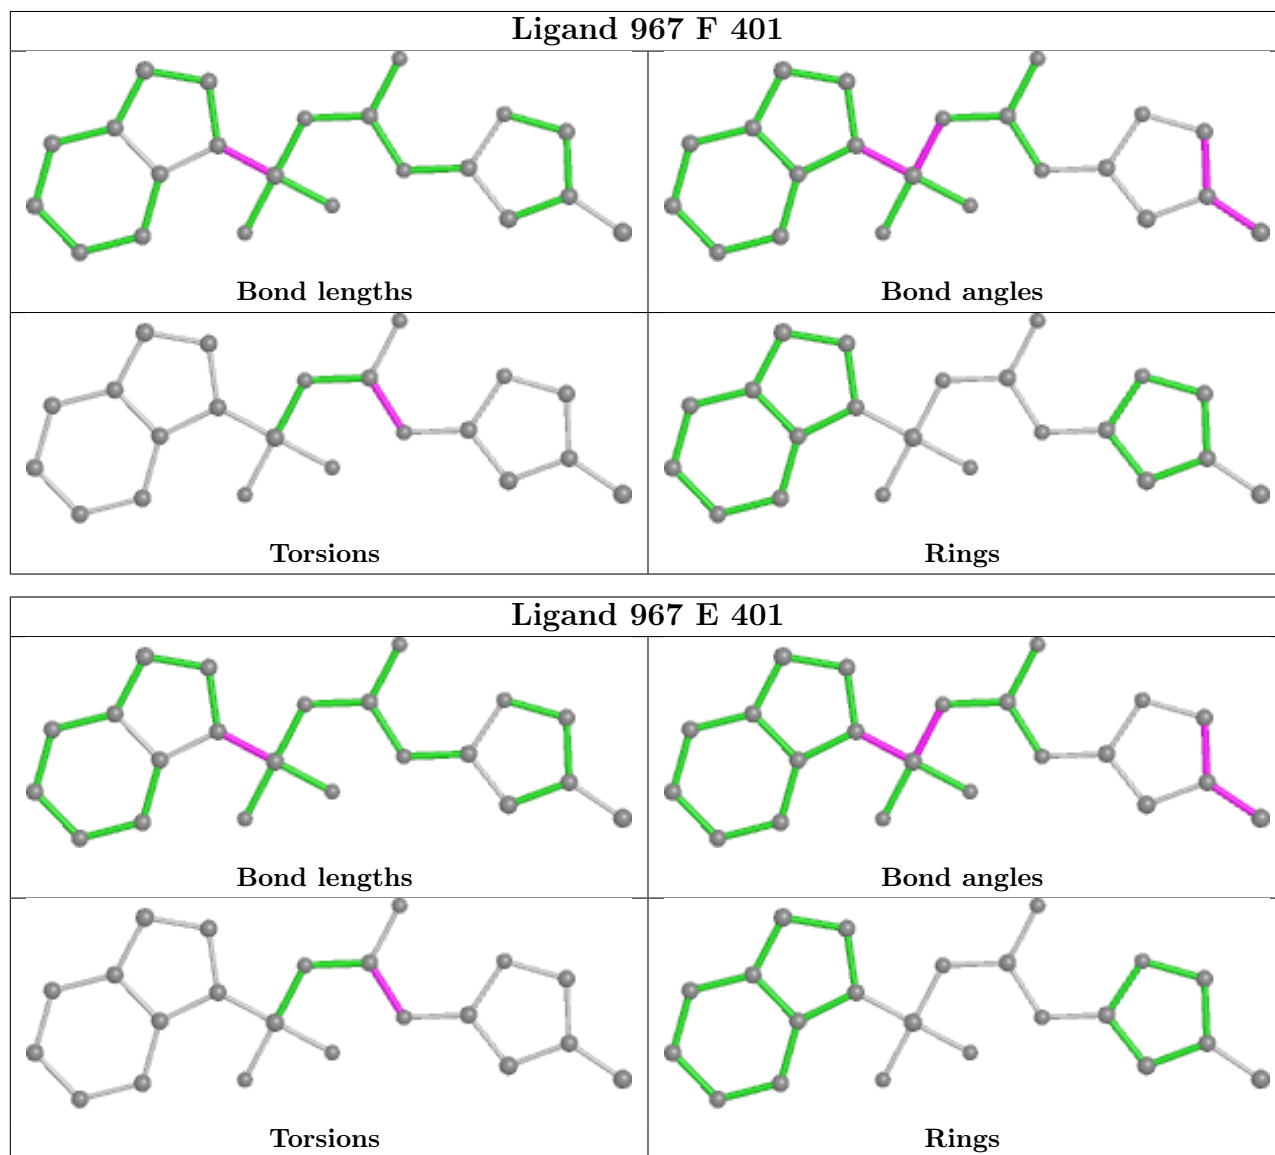 Ligand 967 F 401
Bond lengths
Bond angles
Torsions
Rings
Ligand 967 E 401
Bond lengths
Bond angles
Torsions
Rings